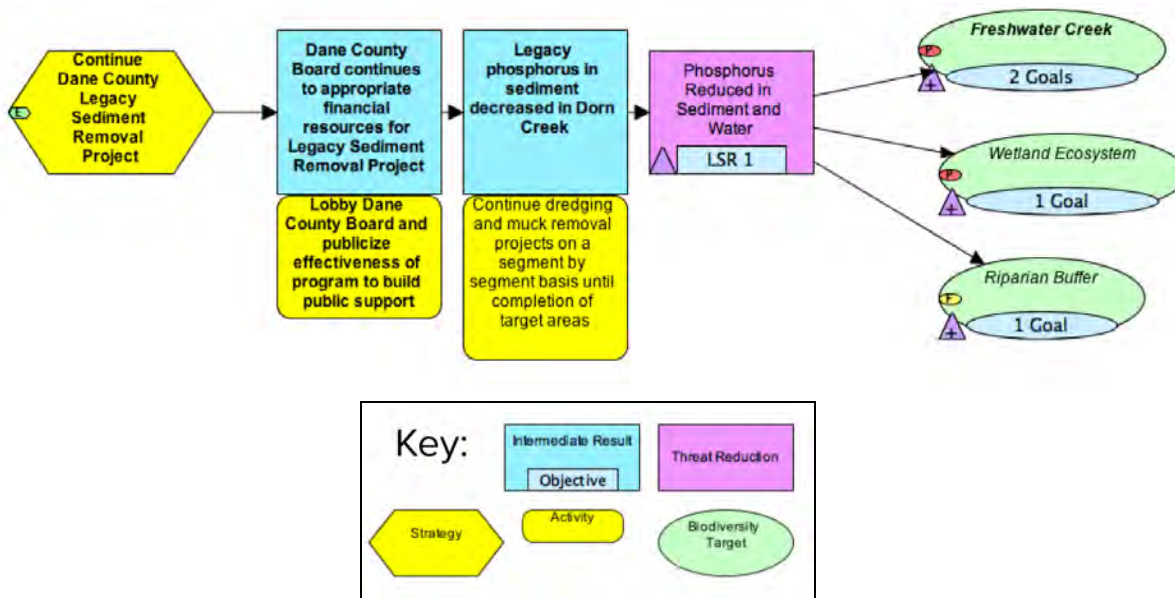 Continue
Dane County
Legacy
Sediment
Removal
Project
E
Dane County
Board continues
to appropriate
financial
resources for
Legacy Sediment
Removal Project
Lobby Dane
County Board and
publicize
effectiveness of
program to build
public support
Legacy
phosphorus in
sediment
decreased in Dorn
Creek
Continue dredging
and muck removal
projects on a
segment by
segment basis until
completion of
target areas
Phosphorus
Reduced in
Sediment and
Water
LSR 1
Freshwater Creek
P
+
2 Goals
Wetland Ecosystem
P
+
1 Goal
Riparian Buffer
F
+
1 Goal
Key:
Intermediate Result
Objective
Threat Reduction
Strategy
Activity
Biodiversity
Target